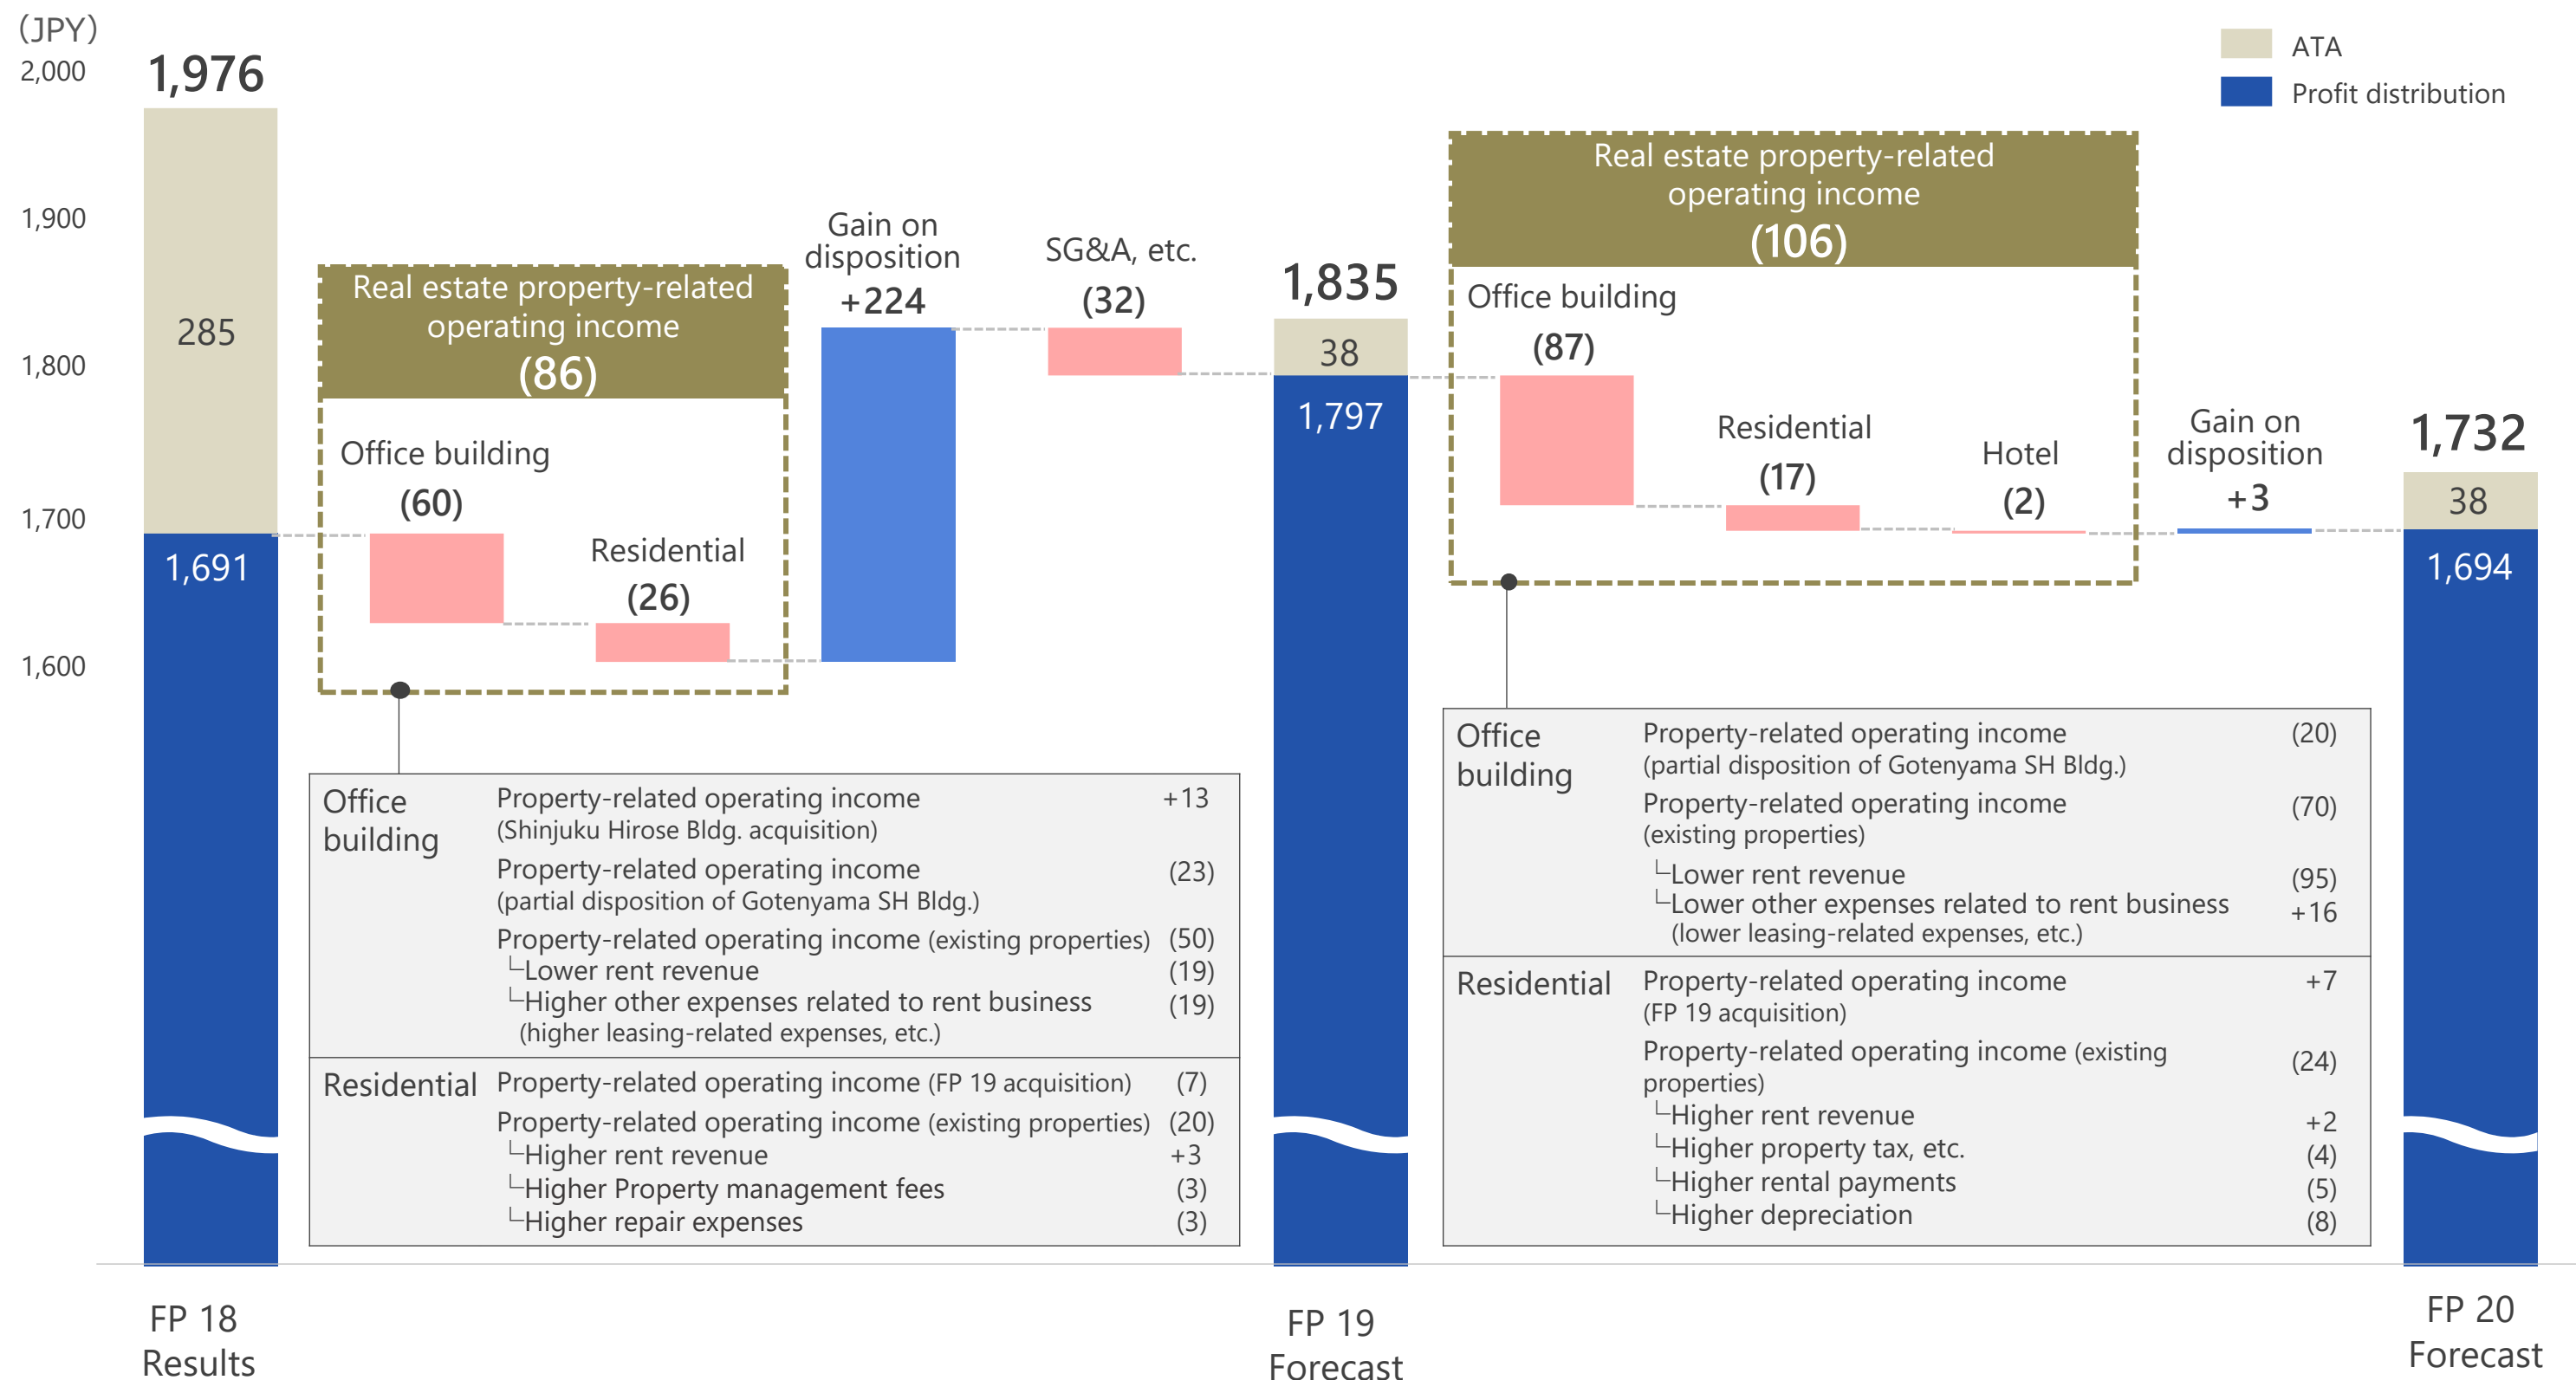 (JPY)
2,000
1,900
1,800
1,700
1,600
ATA
Profit distribution
1,976
285
1,691
Real estate property-related
operating income
(86)
Office building
(60)
Residential
(26)
Gain on
disposition
+224
SG&A, etc.
(32)
1,835
38
1,797
Real estate property-related
operating income
(106)
Office building
(87)
Residential
(17)
Hotel
(2)
Gain on
disposition
+3
1,732
38
1,694
Office
building
Property-related operating income +13
(Shinjuku Hirose Bldg. acquisition)
Property-related operating income (23)
(partial disposition of Gotenyama SH Bldg.)
Property-related operating income (existing properties) (50)
└Lower rent revenue (19)
└Higher other expenses related to rent business (19)
(higher leasing-related expenses, etc.)
Residential Property-related operating income (FP 19 acquisition) (7)
Property-related operating income (existing properties) (20)
└Higher rent revenue +3
└Higher Property management fees (3)
└Higher repair expenses (3)
Office
building
Property-related operating income (20)
(partial disposition of Gotenyama SH Bldg.)
Property-related operating income (70)
(existing properties)
└Lower rent revenue (95)
└Lower other expenses related to rent business +16
(lower leasing-related expenses, etc.)
Residential Property-related operating income +7
(FP 19 acquisition)
Property-related operating income (existing (24)
properties)
└Higher rent revenue +2
└Higher property tax, etc. (4)
└Higher rental payments (5)
└Higher depreciation (8)
FP 18
Results
FP 19
Forecast
FP 20
Forecast